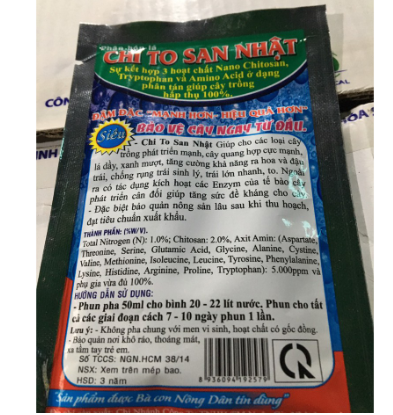 Phân bón lá
CHI TO SAN NHẬT
Sự kết hợp 3 hoạt chất Nano Chitosan,
Tryptophan và Amino Acid ở dạng
phân tán giúp cây trồng
hấp thụ 100%.
ĐẬM ĐẶC "MẠNH HƠN- HIỆU QUẢ HƠN"
Siêu
BẢO VỆ CÂY NGAY TỪ ĐẦU.
- Chi To San Nhật Giúp cho các loại cây
trồng phát triển mạnh, cây quang hợp cực mạnh,
lá dầy, xanh mượt, tăng cường khả năng ra hoa và đậu
trái, chống rụng trái sinh lý, trái lớn nhanh, to. Ngoài
ra có tác dụng kích hoạt các Enzym của tế bào cây
phát triển cân đối giúp tăng sức đề kháng cho cây
- Đặc biệt bảo quản nông sản lâu sau khi thu hoạch,
đạt tiêu chuẩn xuất khẩu.
THÀNH PHẦN: (%W/V).
Total Nitrogen (N): 1.0%; Chitosan: 2.0%, Axit Amin: (Aspartate,
Threonine, Serine, Glutamic Acid, Glycine, Alanine, Cystine,
Valine, Methionine, Isoleucine, Leucine, Tyrosine, Phenylalanine,
Lysine, Histidine, Arginine, Proline, Tryptophan): 5.000ppm và
phụ gia vừa đủ 100%.
HƯỚNG DẪN SỬ DỤNG:
- Phun pha 50ml cho bình 20 - 22 lít nước. Phun cho tất
cả các giai đoạn cách 7 - 10 ngày phun 1 lần.
Lưu ý: - Không pha chung với men vi sinh, hoạt chất có gốc đồng.
- Bảo quản nơi khô ráo, thoáng mát,
xa tầm tay trẻ em.
Số TCCS: NGN.HCM 38/14
NSX: Xem trên mép bao.
HSD: 3 năm
8 936094 192579
"Sản phẩm được Bà con Nông Dân tin dùng"